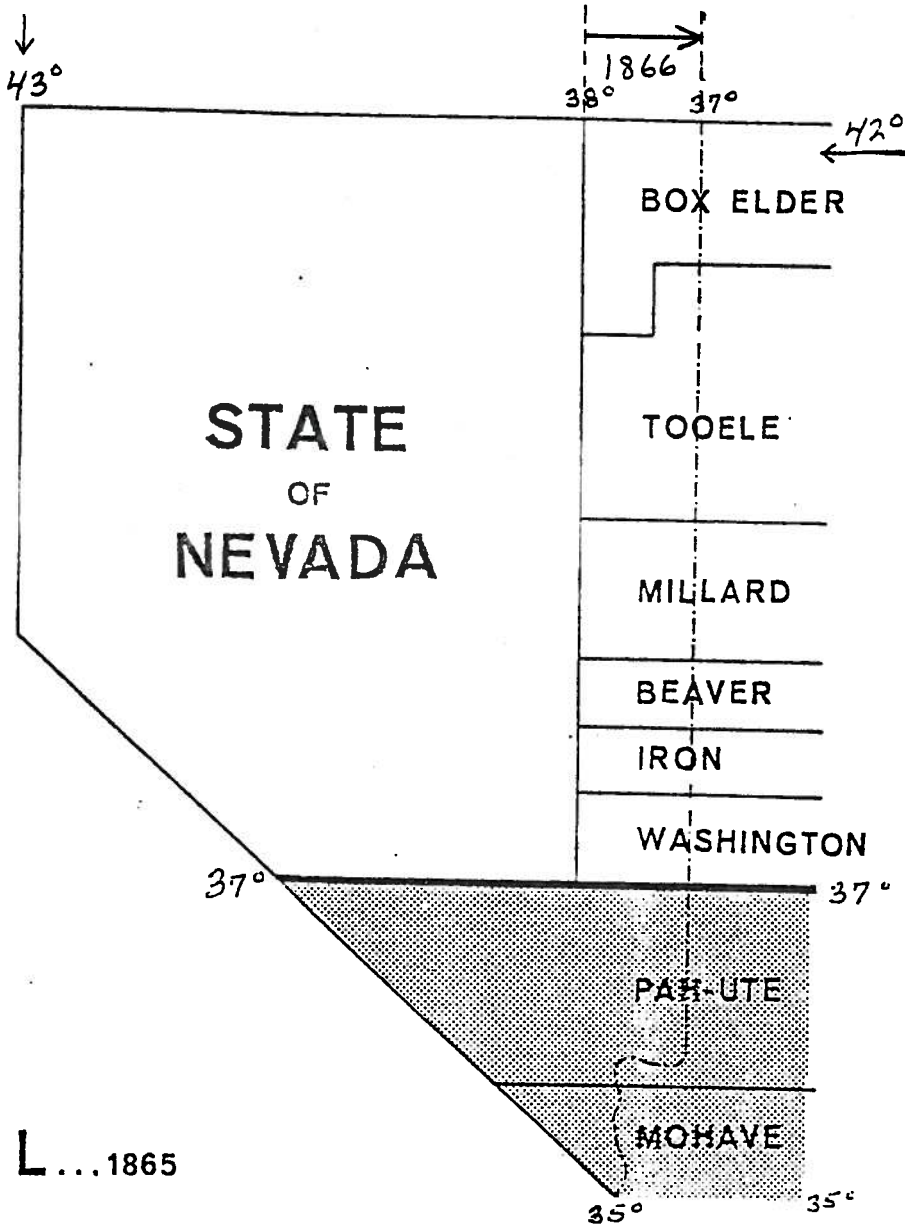 1866
43°
38° 37°
42°
BOX ELDER
STATE
OF
NEVADA
TOOELE
MILLARD
BEAVER
IRON
WASHINGTON
37°
37°
PAH-UTE
MOHAVE
L...1865
35°
35°